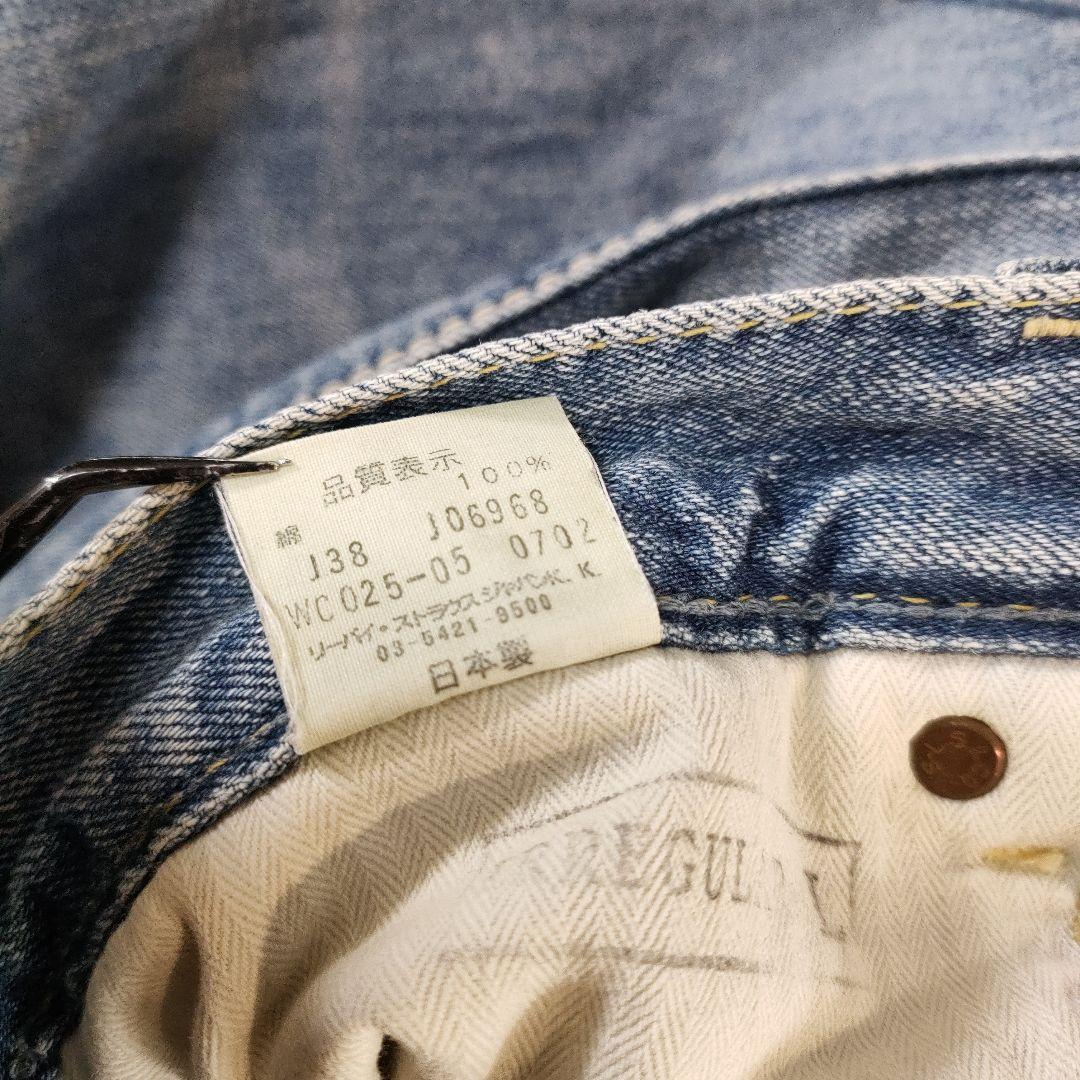 品質表示
綿 100%
J38 J06968
WC025-05 0702
リーバイ・ストラウスジャパンK.K.
03-5421-9500
日本製